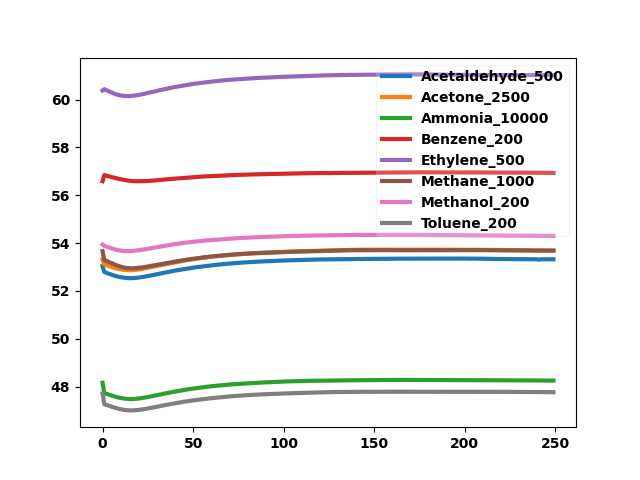 60
58
56
54
52
50
48
0
50
100
150
200
250
Acetaldehyde_500
Acetone_2500
Ammonia_10000
Benzene_200
Ethylene_500
Methane_1000
Methanol_200
Toluene_200